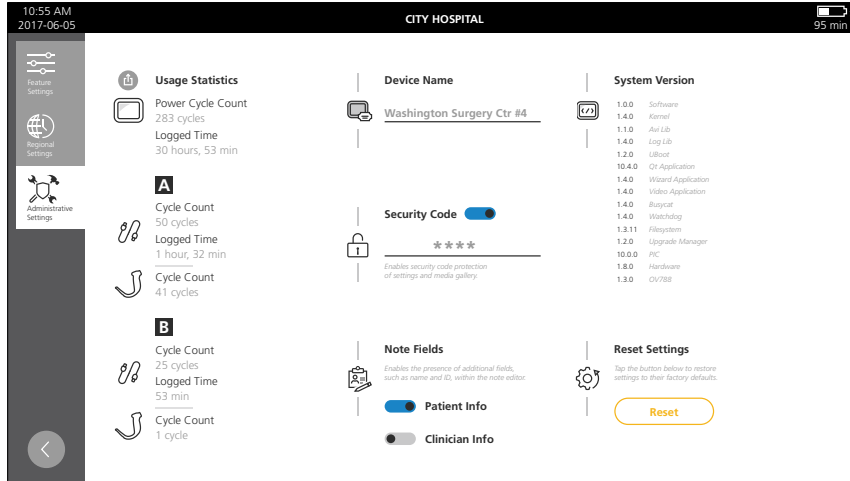 10:55 AM
2017-06-05
CITY HOSPITAL
95 min
Feature
Settings
Regional
Settings
Administrative
Settings
Usage Statistics
Power Cycle Count
283 cycles
Logged Time
30 hours, 53 min
A
Cycle Count
50 cycles
Logged Time
1 hour, 32 min
Cycle Count
41 cycles
B
Cycle Count
25 cycles
Logged Time
53 min
Cycle Count
1 cycle
Device Name
Washington Surgery Ctr #4
Security Code
****
Enables security code protection
of settings and media gallery.
Note Fields
Enables the presence of additional fields,
such as name and ID, within the note editor.
Patient Info
Clinician Info
System Version
1.0.0 Software
1.4.0 Kernel
1.1.0 Avi Lib
1.4.0 Log Lib
1.2.0 UBoot
10.4.0 Qt Application
1.4.0 Wizard Application
1.4.0 Video Application
1.4.0 Busycat
1.4.0 Watchdog
1.3.11 Filesystem
1.2.0 Upgrade Manager
10.0.0 PIC
1.8.0 Hardware
1.3.0 OV788
Reset Settings
Tap the button below to restore
settings to their factory defaults.
Reset